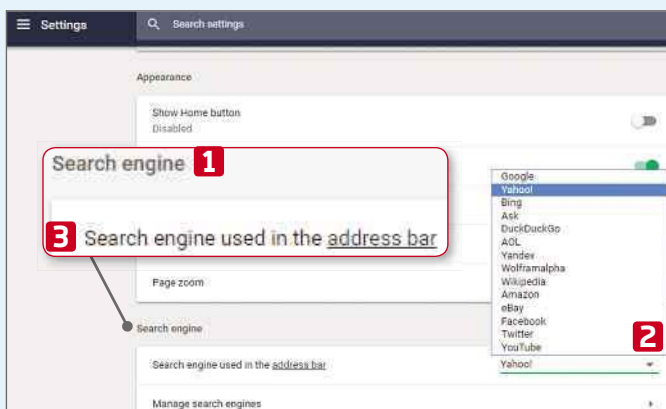 Settings
Search settings
Appearance
Show Home button
Disabled
Search engine 1
3 Search engine used in the address bar
Page zoom
Google
Yahoo!
Bing
Ask
DuckDuckGo
AOL
Yandex
Wolframalpha
Wikipedia
Amazon
eBay
Facebook
Twitter
YouTube
2
Search engine
Search engine used in the address bar
Yahoo!
Manage search engines